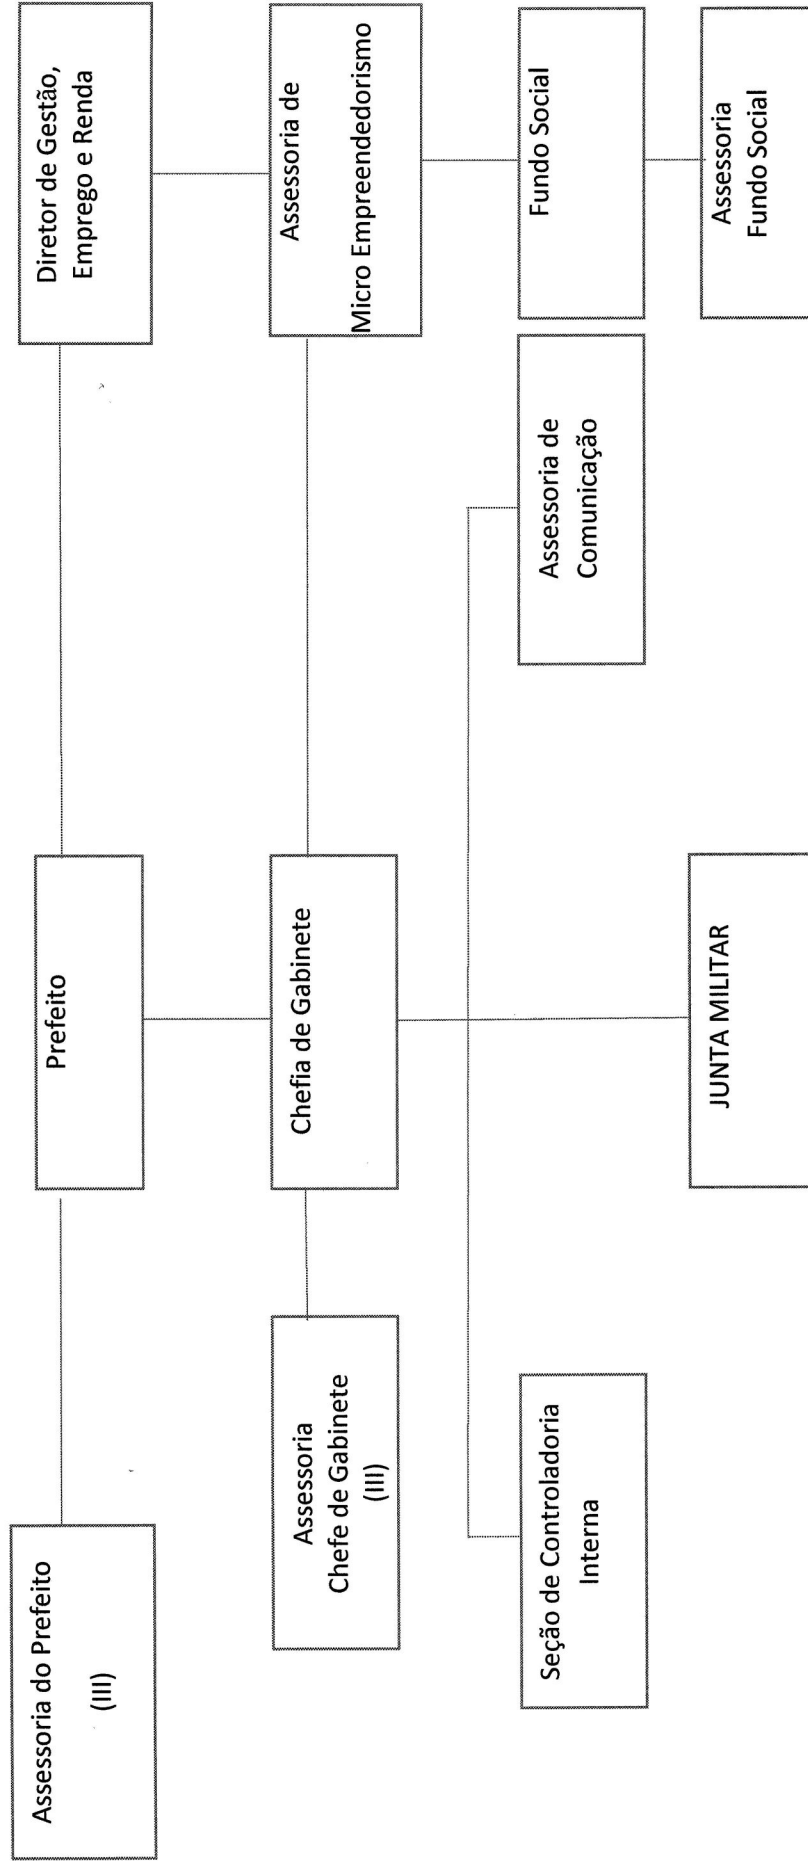 Assessoria do Prefeito
(III)
Prefeito
Diretor de Gestão,
Emprego e Renda
Assessoria
Chefe de Gabinete
(III)
Chefia de Gabinete
Assessoria de
Micro Empreendedorismo
Seção de Controladoria
Interna
Assessoria de
Comunicação
Fundo Social
JUNTA MILITAR
Assessoria
Fundo Social